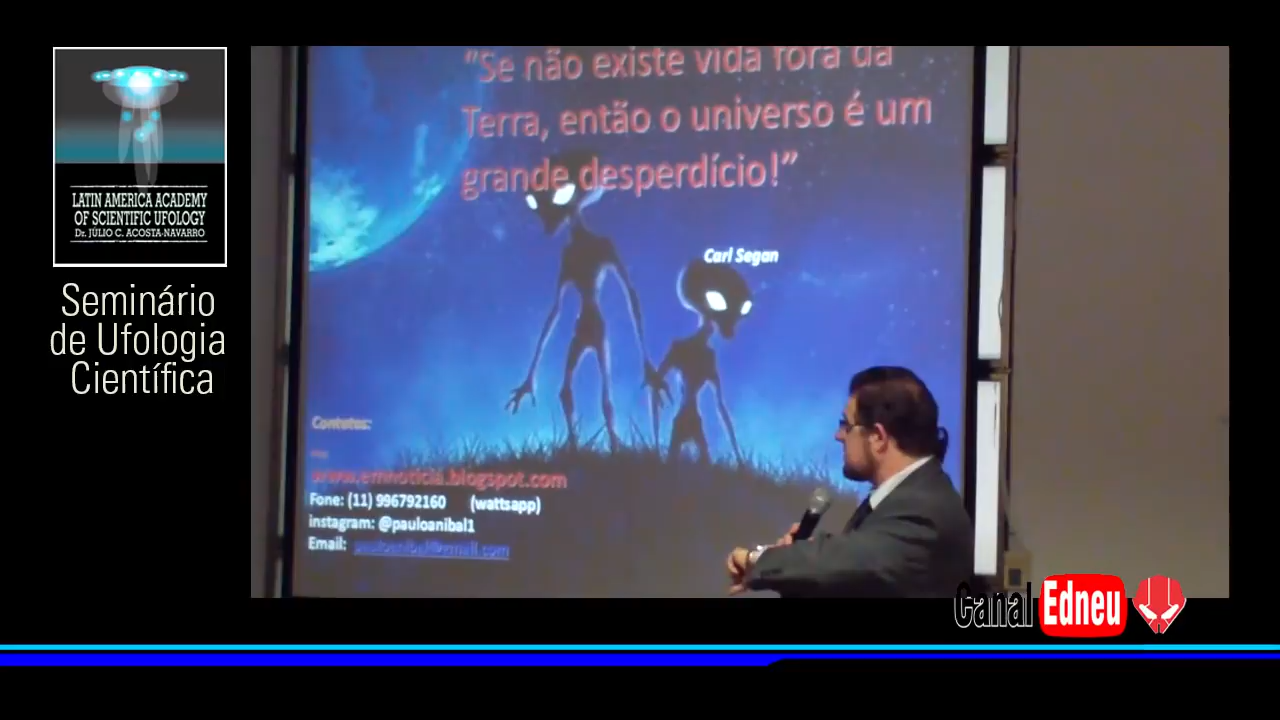 LATIN AMERICA ACADEMY
OF SCIENTIFIC UFOLOGY
Dr. JÚLIO C. ACOSTA-NAVARRO
Seminário
de Ufologia
Científica
"Se não existe vida fora da
Terra, então o universo é um
grande desperdício!"
Carl Segan
Contatos:
www.emnoticia.blogspot.com
Fone: (11) 996792160 (wattsapp)
instagram: @pauloanibal1
Email:
Canal Edneu